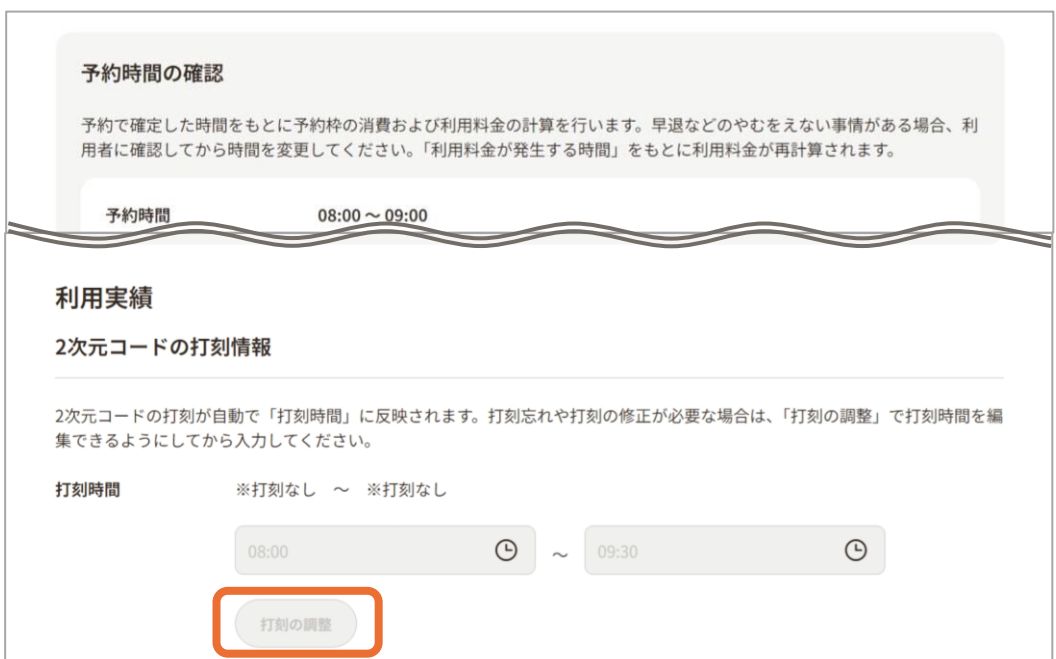 予約時間の確認
予約で確定した時間をもとに予約枠の消費および利用料金の計算を行います。早退などのやむをえない事情がある場合、利
用者に確認してから時間を変更してください。「利用料金が発生する時間」をもとに利用料金が再計算されます。
予約時間 08:00 ~ 09:00
利用実績
2次元コードの打刻情報
2次元コードの打刻が自動で「打刻時間」に反映されます。打刻忘れや打刻の修正が必要な場合は、「打刻の調整」で打刻時間を編
集できるようにしてから入力してください。
打刻時間 ※打刻なし ~ ※打刻なし
08:00 ~ 09:30
打刻の調整